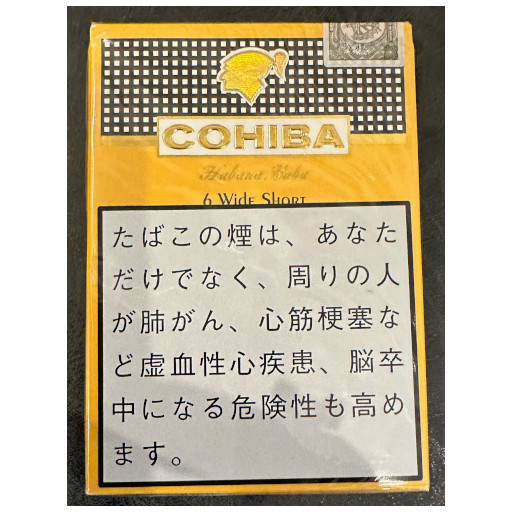 COHIBA
Habana, Cuba
6 Wide Short
たばこの煙は、あなた
だけでなく、周りの人
が肺がん、心筋梗塞な
ど虚血性心疾患、脳卒
中になる危険性も高め
ます。